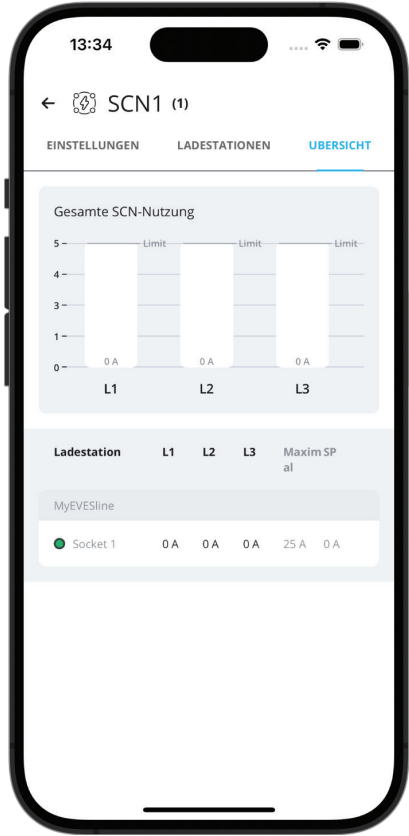 13:34
SCN1 (1)
EINSTELLUNGEN LADESTATIONEN UBERSICHT
Gesamte SCN-Nutzung
5 Limit Limit Limit
4
3
1
0 0 A 0 A 0 A
L1 L2 L3
Ladestation L1 L2 L3 Maxim SP
al
MyEVESline
Socket 1 0 A 0 A 0 A 25 A 0 A